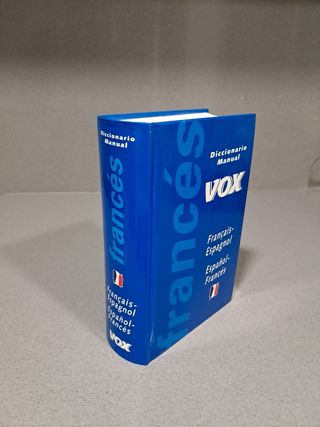 Diccionario
Manual
francés
Français-
Espagnol
Español-
Francés
VOX
francés
Diccionario
Manual
VOX
Français-
Espagnol
Español-
Francés